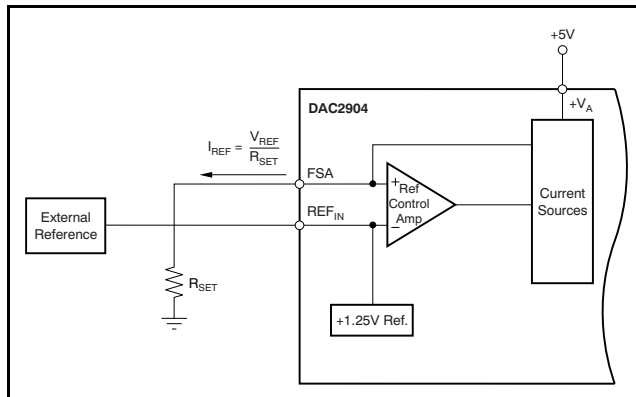 +5V
DAC2904
+V_A
I_REF = V_REF / R_SET
FSA
+ Ref
Control
Amp
−
Current
Sources
External
Reference
REF_IN
R_SET
+1.25V Ref.